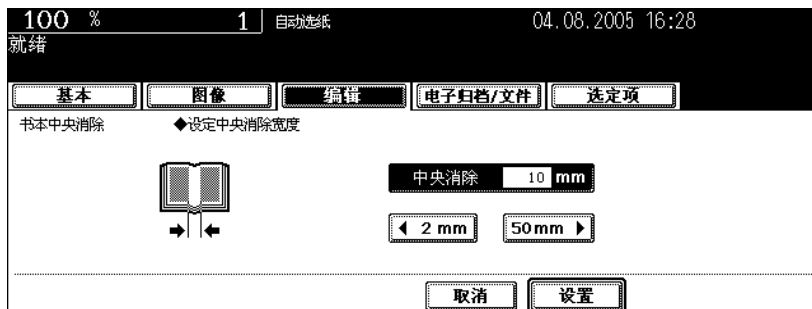 100 % 1 自动选纸 04.08.2005 16:28
就绪
基本 图像 编辑 电子归档/文件 选定项
书本中央消除 ◆设定中央消除宽度
中央消除 10 mm
2 mm 50 mm
取消 设置